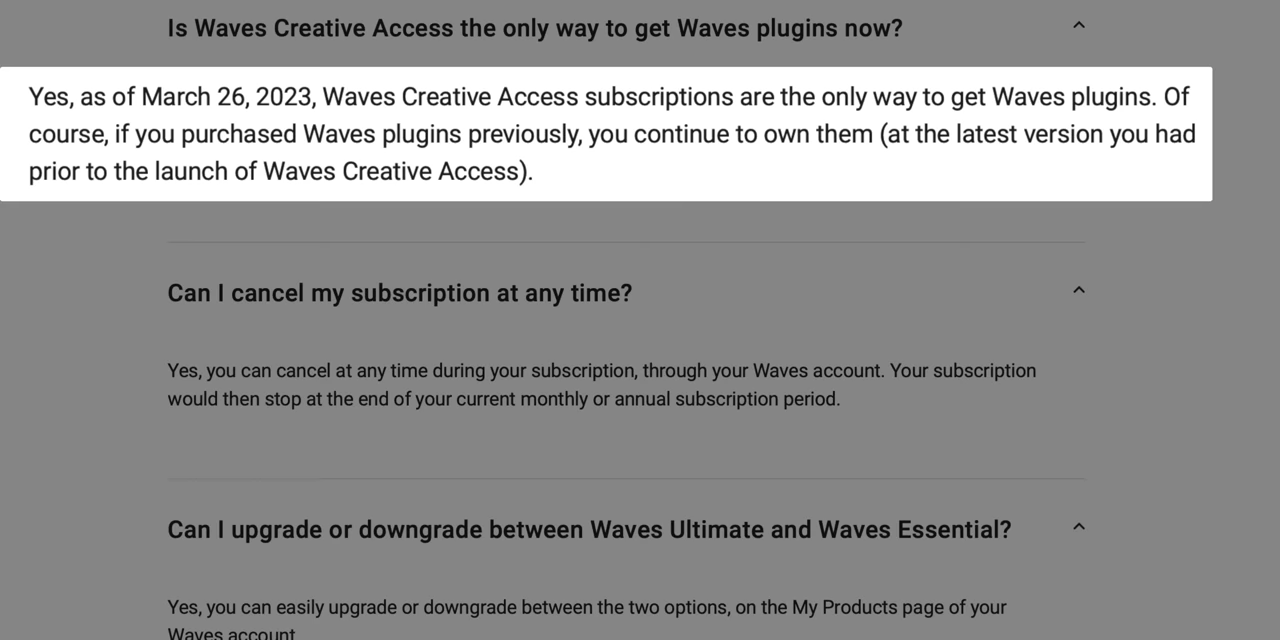 Is Waves Creative Access the only way to get Waves plugins now?
Yes, as of March 26, 2023, Waves Creative Access subscriptions are the only way to get Waves plugins. Of
course, if you purchased Waves plugins previously, you continue to own them (at the latest version you had
prior to the launch of Waves Creative Access).
Can I cancel my subscription at any time?
Yes, you can cancel at any time during your subscription, through your Waves account. Your subscription
would then stop at the end of your current monthly or annual subscription period.
Can I upgrade or downgrade between Waves Ultimate and Waves Essential?
Yes, you can easily upgrade or downgrade between the two options, on the My Products page of your
Waves account